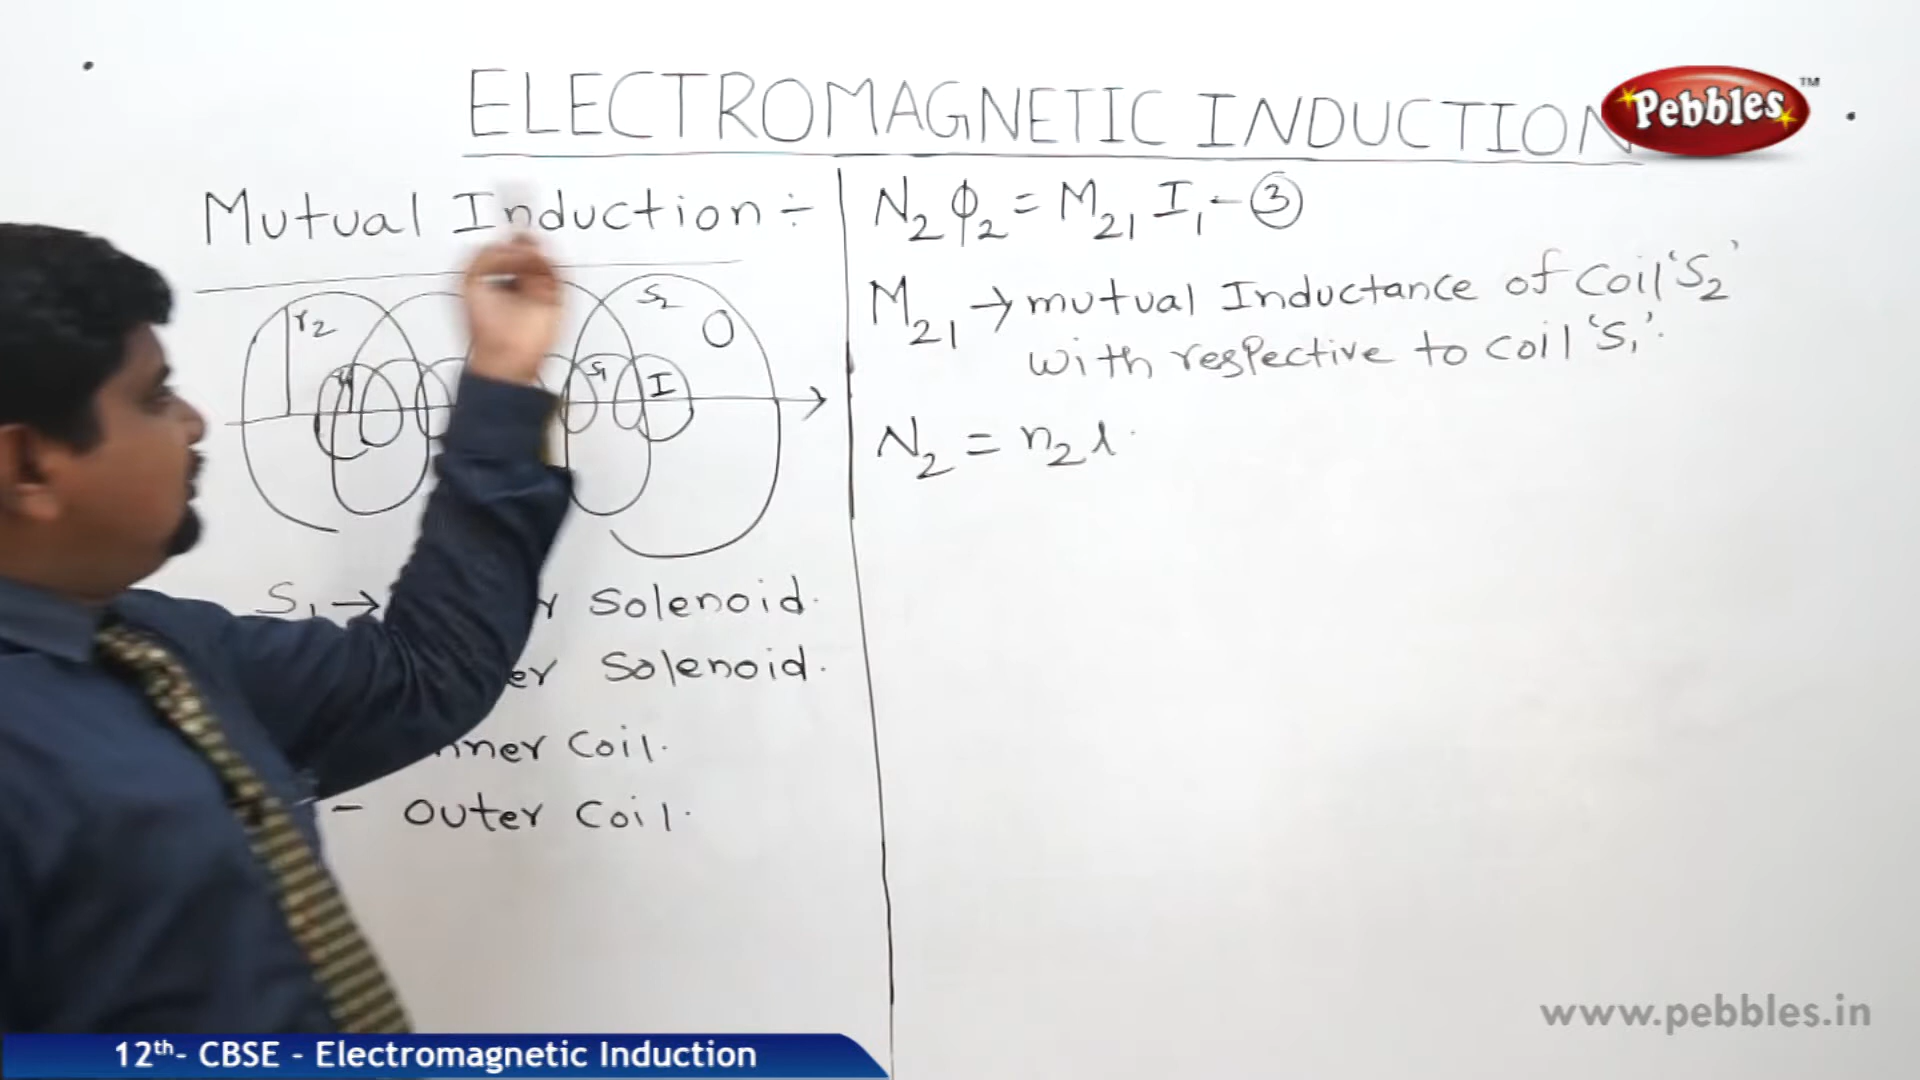 ELECTROMAGNETIC INDUCTION
Pebbles™
Mutual Induction ÷
r₂
S₂
O
S₁
I
S₁ → Solenoid.
Solenoid.
Coil.
- Outer Coil.
N₂ φ₂ = M₂₁ I₁ - ③
M₂₁ → mutual Inductance of Coil 'S₂'
with respective to coil 'S₁'.
N₂ = n₂ l.
www.pebbles.in
12th- CBSE - Electromagnetic Induction